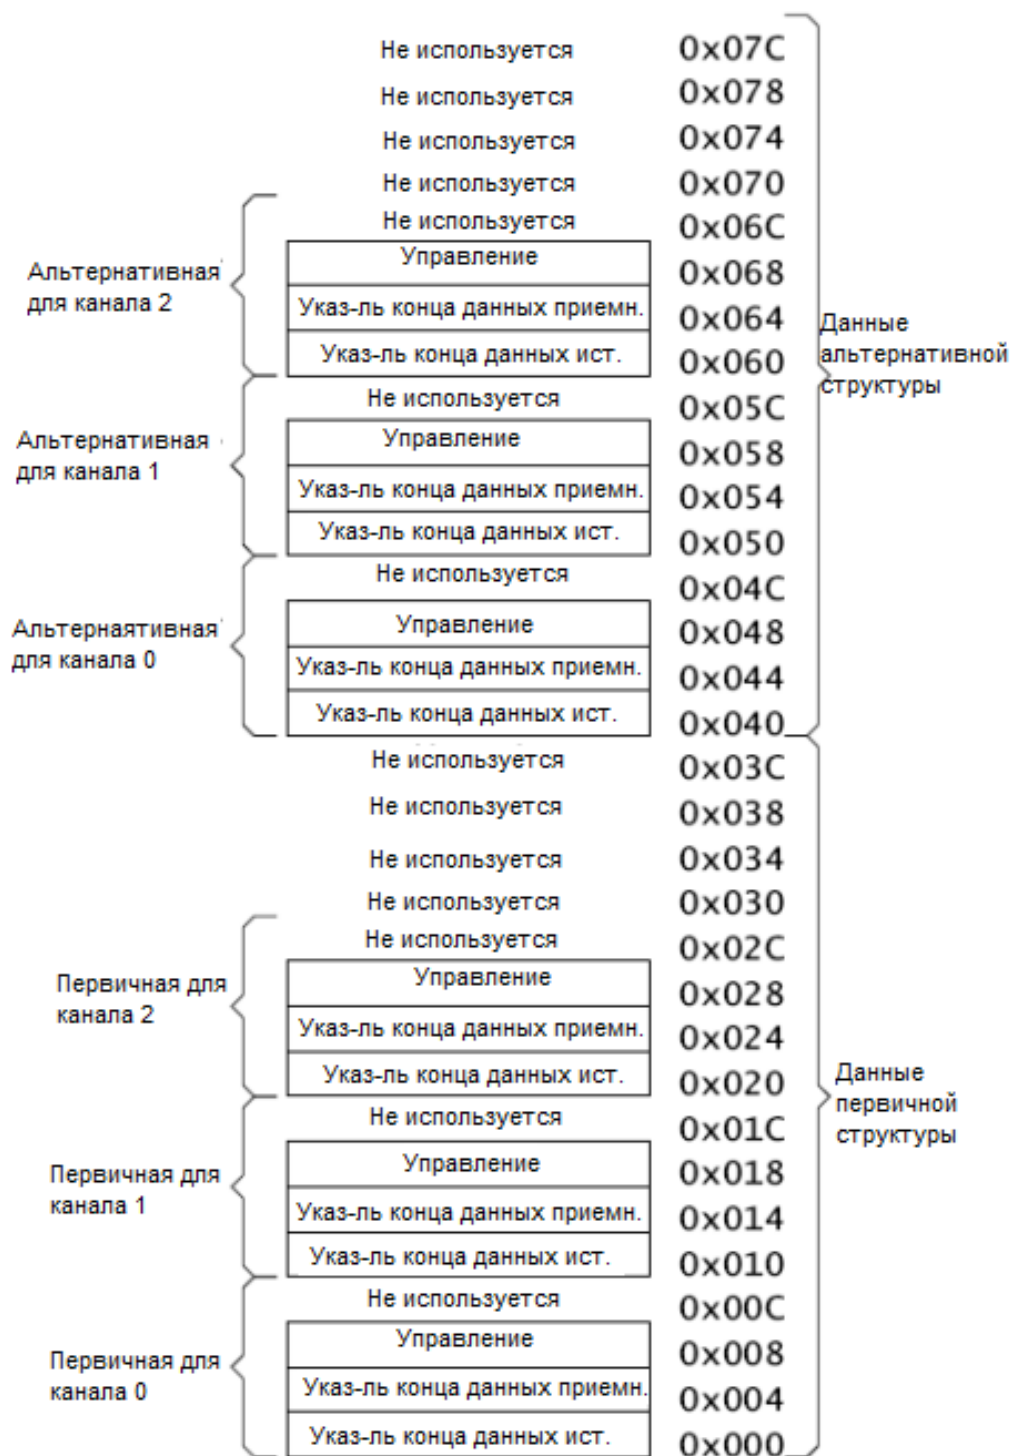 Не используется 0x07C
Не используется 0x078
Не используется 0x074
Не используется 0x070
Не используется 0x06C
Управление 0x068
Указ-ль конца данных приемн. 0x064
Указ-ль конца данных ист. 0x060
Альтернативная
для канала 2
Данные
альтернативной
структуры
Не используется 0x05C
Управление 0x058
Указ-ль конца данных приемн. 0x054
Указ-ль конца данных ист. 0x050
Альтернативная
для канала 1
Не используется 0x04C
Управление 0x048
Указ-ль конца данных приемн. 0x044
Указ-ль конца данных ист. 0x040
Альтернаятивная
для канала 0
Не используется 0x03C
Не используется 0x038
Не используется 0x034
Не используется 0x030
Не используется 0x02C
Управление 0x028
Указ-ль конца данных приемн. 0x024
Указ-ль конца данных ист. 0x020
Первичная для
канала 2
Данные
первичной
структуры
Не используется 0x01C
Управление 0x018
Указ-ль конца данных приемн. 0x014
Указ-ль конца данных ист. 0x010
Первичная для
канала 1
Не используется 0x00C
Управление 0x008
Указ-ль конца данных приемн. 0x004
Указ-ль конца данных ист. 0x000
Первичная для
канала 0